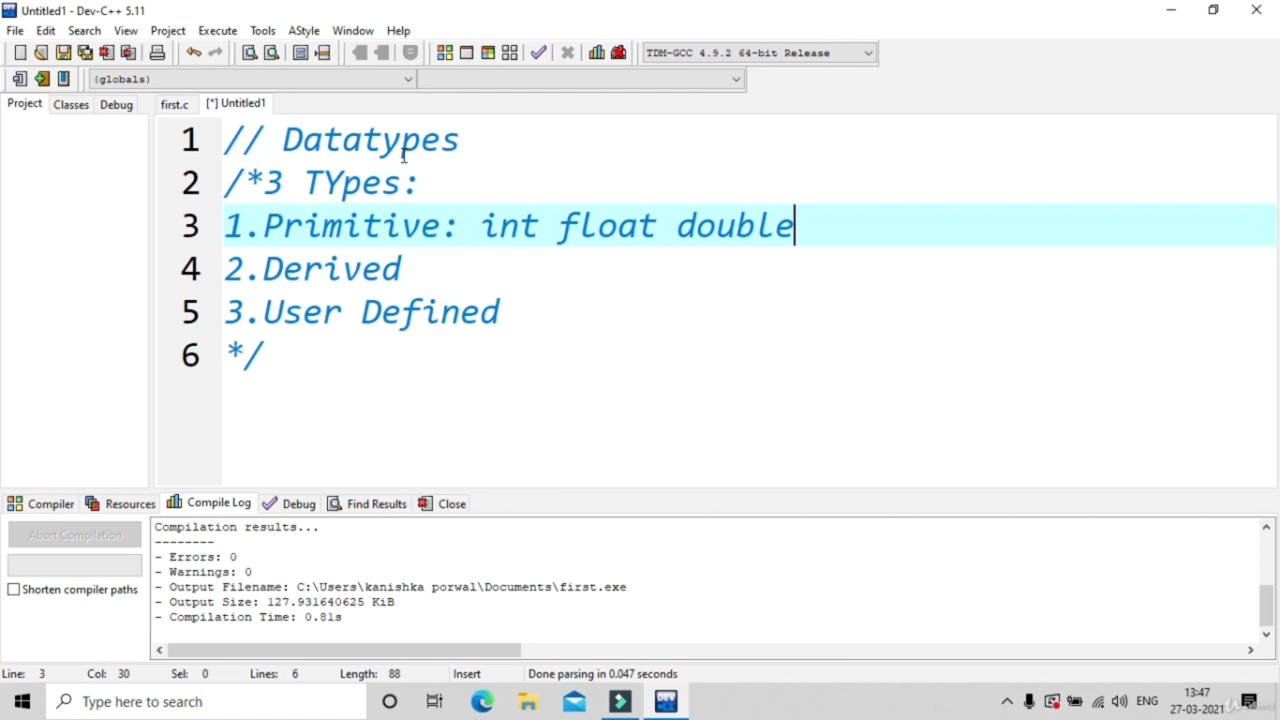 Untitled1 - Dev-C++ 5.11
File Edit Search View Project Execute Tools AStyle Window Help
TDM-GCC 4.9.2 64-bit Release
(globals)
Project Classes Debug first.c [*] Untitled1
1 // Datatypes
2 /*3 TYpes:
3 1.Primitive: int float double
4 2.Derived
5 3.User Defined
6 */
Compiler Resources Compile Log Debug Find Results Close
Abort Compilation
Shorten compiler paths
Compilation results...
--------
- Errors: 0
- Warnings: 0
- Output Filename: C:\Users\kanishka porwal\Documents\first.exe
- Output Size: 127.931640625 KiB
- Compilation Time: 0.81s
Line: 3 Col: 30 Sel: 0 Lines: 6 Length: 88 Insert Done parsing in 0.047 seconds
Type here to search
DEV
ENG
13:47
27-03-2021